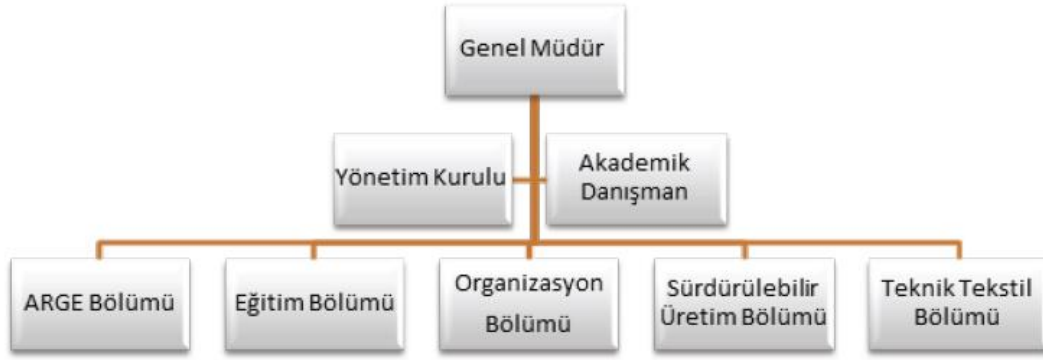 Genel Müdür
Yönetim Kurulu
Akademik
Danışman
ARGE Bölümü
Eğitim Bölümü
Organizasyon
Bölümü
Sürdürülebilir
Üretim Bölümü
Teknik Tekstil
Bölümü